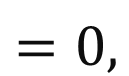 = 0,